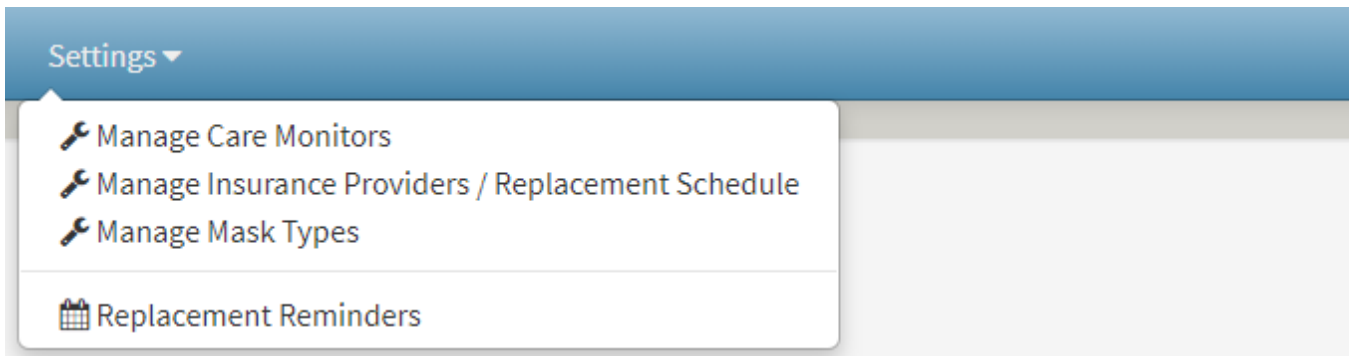 Settings
Manage Care Monitors
Manage Insurance Providers / Replacement Schedule
Manage Mask Types
Replacement Reminders